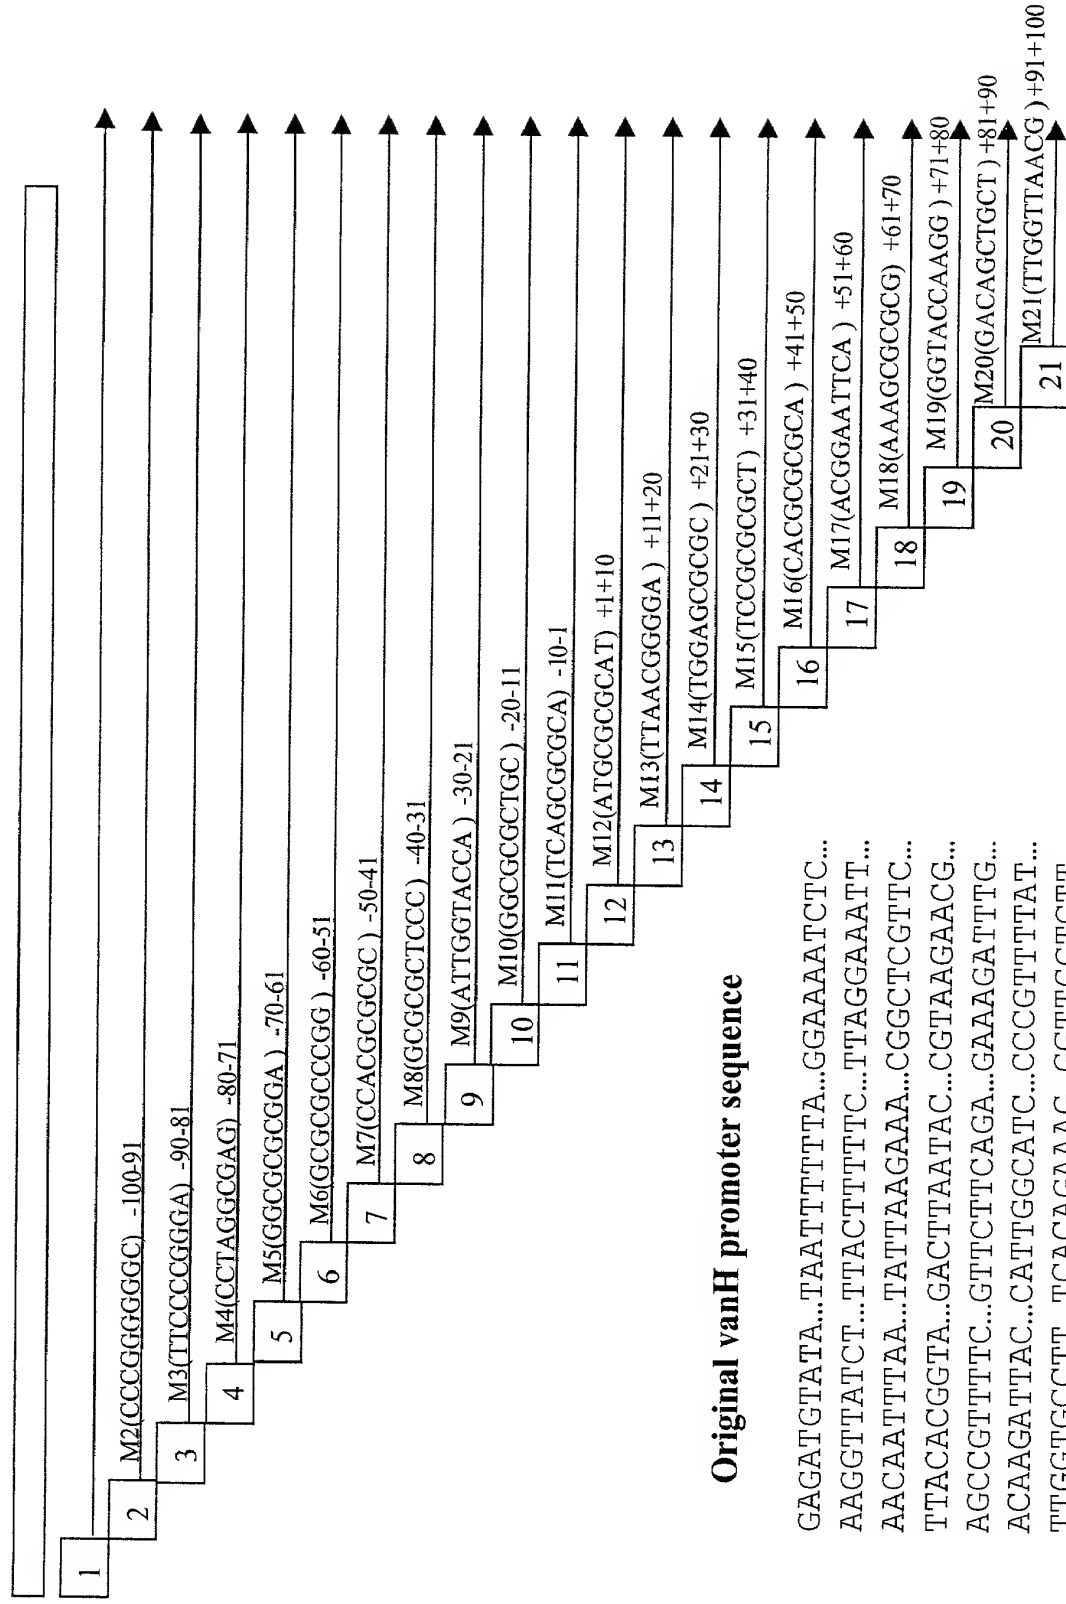 1
2 M2(CCCGGGGGGC) -100-91
3 M3(TTCCCCGGGA) -90-81
4 M4(CCTAGGCGAG) -80-71
5 M5(GGCGCGCGGA ) -70-61
6 M6(GCGCGCCCGG ) -60-51
7 M7(CCACGCGCGC ) -50-41
8 M8(GCGCGCTCCC) -40-31
9 M9(ATTGGTACCA ) -30-21
10 M10(GGCGCGCTGC ) -20-11
11 M11(TCAGCGCGCA) -10-1
12 M12(ATGCGCGCAT) +1+10
13 M13(TTAACGGGGA ) +11+20
14 M14(TGGAGCGCGC ) +21+30
15 M15(TCCGCGCGCT) +31+40
16 M16(CACGCGCGCA ) +41+50
17 M17(ACGGAATTCA ) +51+60
18 M18(AAAGCGCGCG) +61+70
19 M19(GGTACCAAGG ) +71+80
20 M20(GACAGCTGCT ) +81+90
21 M21(TTGGTTAACG ) +91+100
Original vanH promoter sequence
GAGATGTATA...TAATTTTTTA...GGAAAATCTC...
AAGGTTATCT...TTACTTTTTC...TTAGGAAATT...
AACAATTTAA...TATTAAGAAA...CGGCTCGTTC...
TTACACGGTA...GACTTAATAC...CGTAAGAACG...
AGCCGTTTTC...GTTCTTCAGA...GAAAGATTTG...
ACAAGATTAC...CATTGGCATC...CCCGTTTTAT...